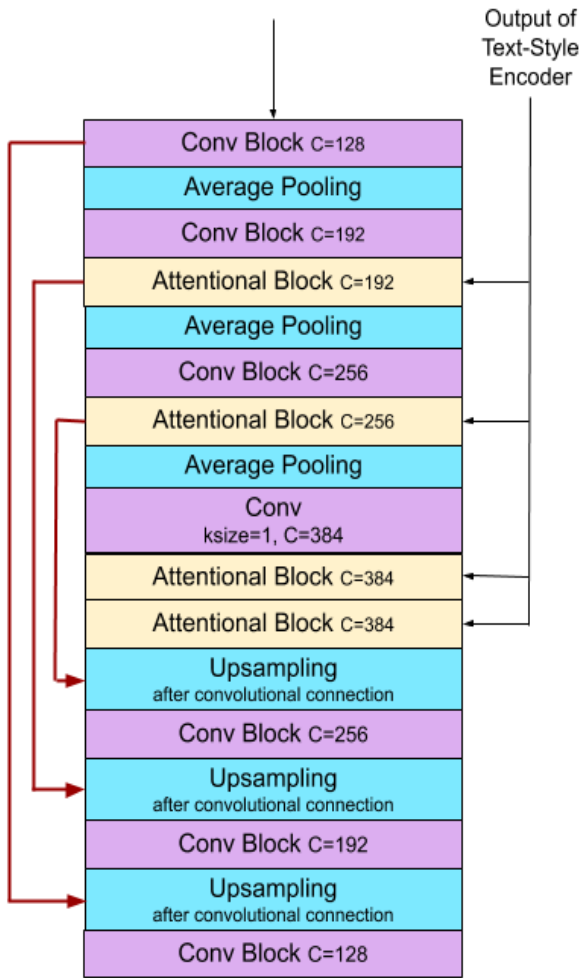 Output of
Text-Style
Encoder
Conv Block C=128
Average Pooling
Conv Block C=192
Attentional Block C=192
Average Pooling
Conv Block C=256
Attentional Block C=256
Average Pooling
Conv
ksize=1, C=384
Attentional Block C=384
Attentional Block C=384
Upsampling
after convolutional connection
Conv Block C=256
Upsampling
after convolutional connection
Conv Block C=192
Upsampling
after convolutional connection
Conv Block C=128